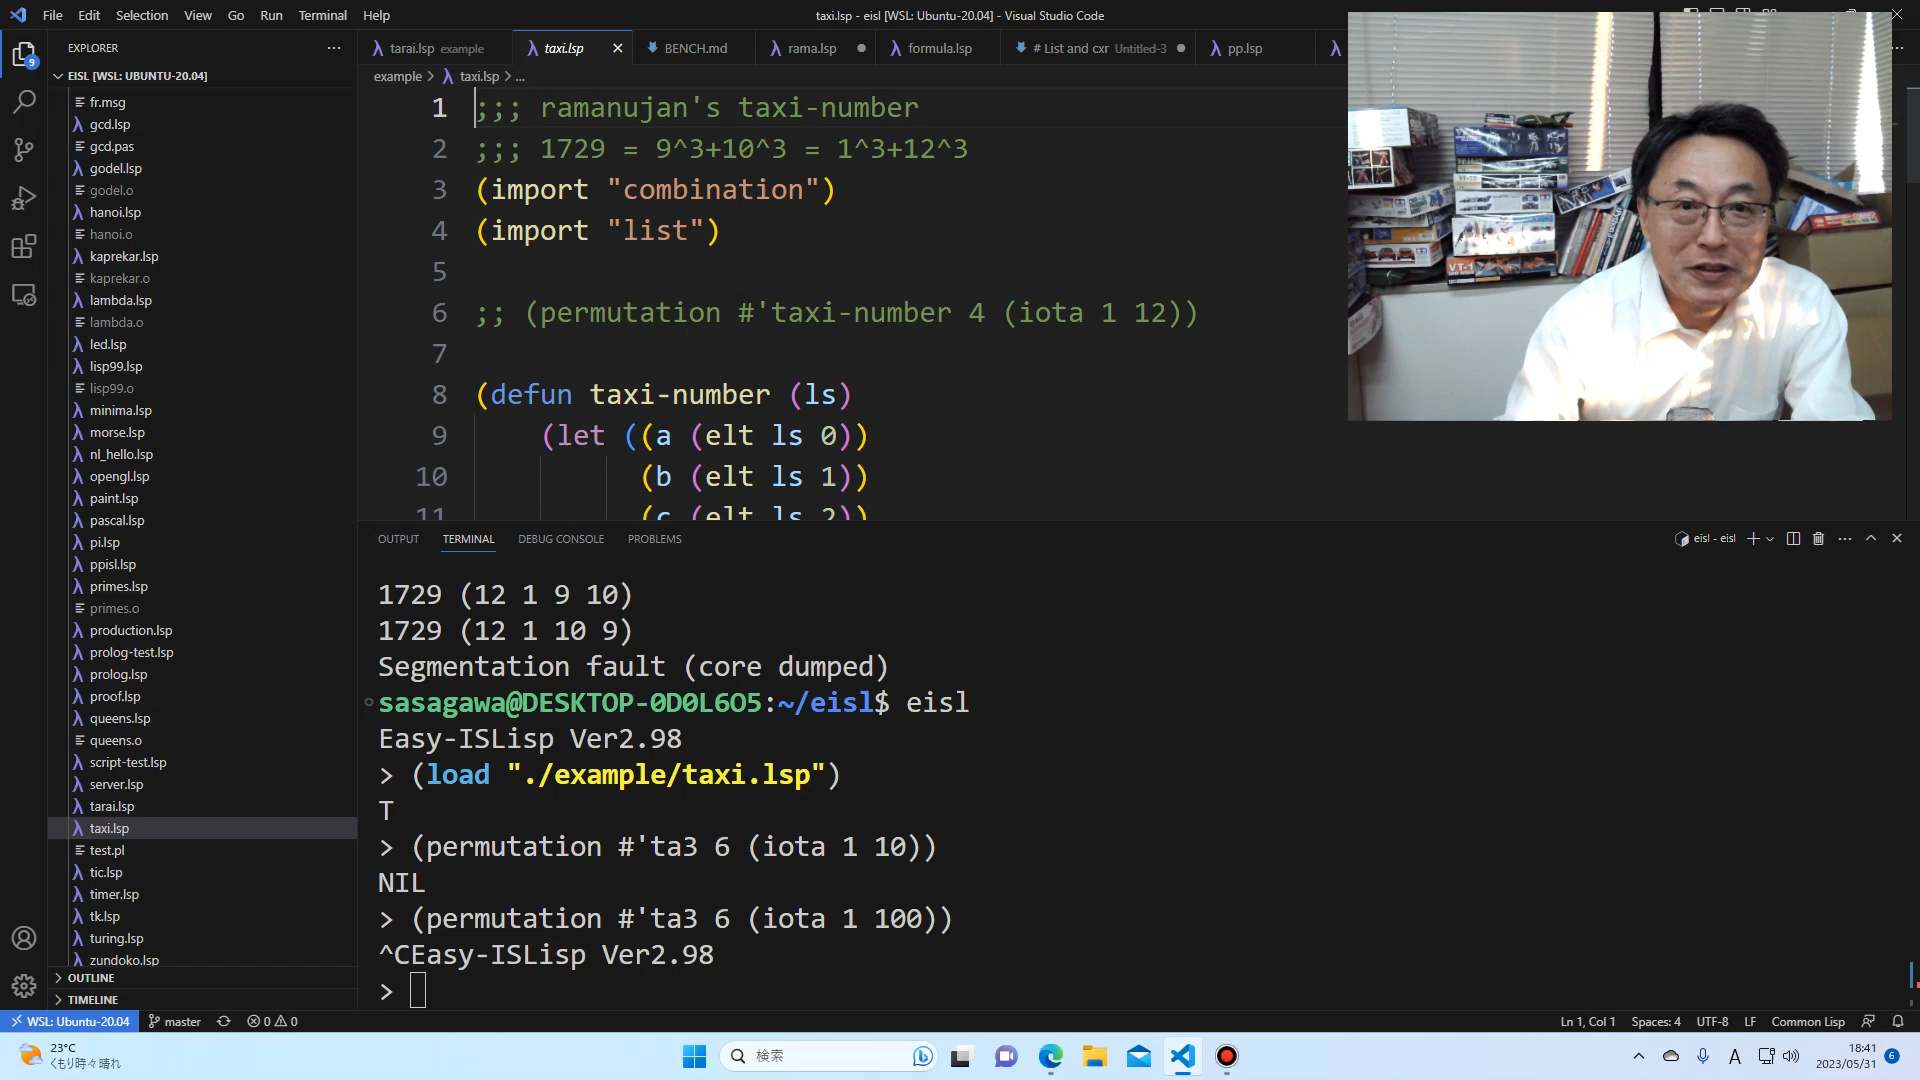 File Edit Selection View Go Run Terminal Help
taxi.lsp - eisl [WSL: Ubuntu-20.04] - Visual Studio Code
EXPLORER
EISL [WSL: UBUNTU-20.04]
fr.msg
gcd.lsp
gcd.pas
godel.lsp
godel.o
hanoi.lsp
hanoi.o
kaprekar.lsp
kaprekar.o
lambda.lsp
lambda.o
led.lsp
lisp99.lsp
lisp99.o
minima.lsp
morse.lsp
nl_hello.lsp
opengl.lsp
paint.lsp
pascal.lsp
pi.lsp
ppisl.lsp
primes.lsp
primes.o
production.lsp
prolog-test.lsp
prolog.lsp
proof.lsp
queens.lsp
queens.o
script-test.lsp
server.lsp
tarai.lsp
taxi.lsp
test.pl
tic.lsp
timer.lsp
tk.lsp
turing.lsp
zundoko.lsp
OUTLINE
TIMELINE
9
tarai.lsp example
taxi.lsp
BENCH.md
rama.lsp
formula.lsp
# List and cxr Untitled-3
pp.lsp
example > taxi.lsp > ...
1 ;;; ramanujan's taxi-number
2 ;;; 1729 = 9^3+10^3 = 1^3+12^3
3 (import "combination")
4 (import "list")
5
6 ;; (permutation #'taxi-number 4 (iota 1 12))
7
8 (defun taxi-number (ls)
9 (let ((a (elt ls 0))
10 (b (elt ls 1))
11 (c (elt ls 2))
OUTPUT TERMINAL DEBUG CONSOLE PROBLEMS
eisl - eisl
1729 (12 1 9 10)
1729 (12 1 10 9)
Segmentation fault (core dumped)
sasagawa@DESKTOP-0D0L6O5:~/eisl$ eisl
Easy-ISLisp Ver2.98
> (load "./example/taxi.lsp")
T
> (permutation #'ta3 6 (iota 1 10))
NIL
> (permutation #'ta3 6 (iota 1 100))
^CEasy-ISLisp Ver2.98
>
WSL: Ubuntu-20.04 master 0 0
Ln 1, Col 1 Spaces: 4 UTF-8 LF Common Lisp
23°C
くもり時々晴れ
検索
A
18:41
2023/05/31
6